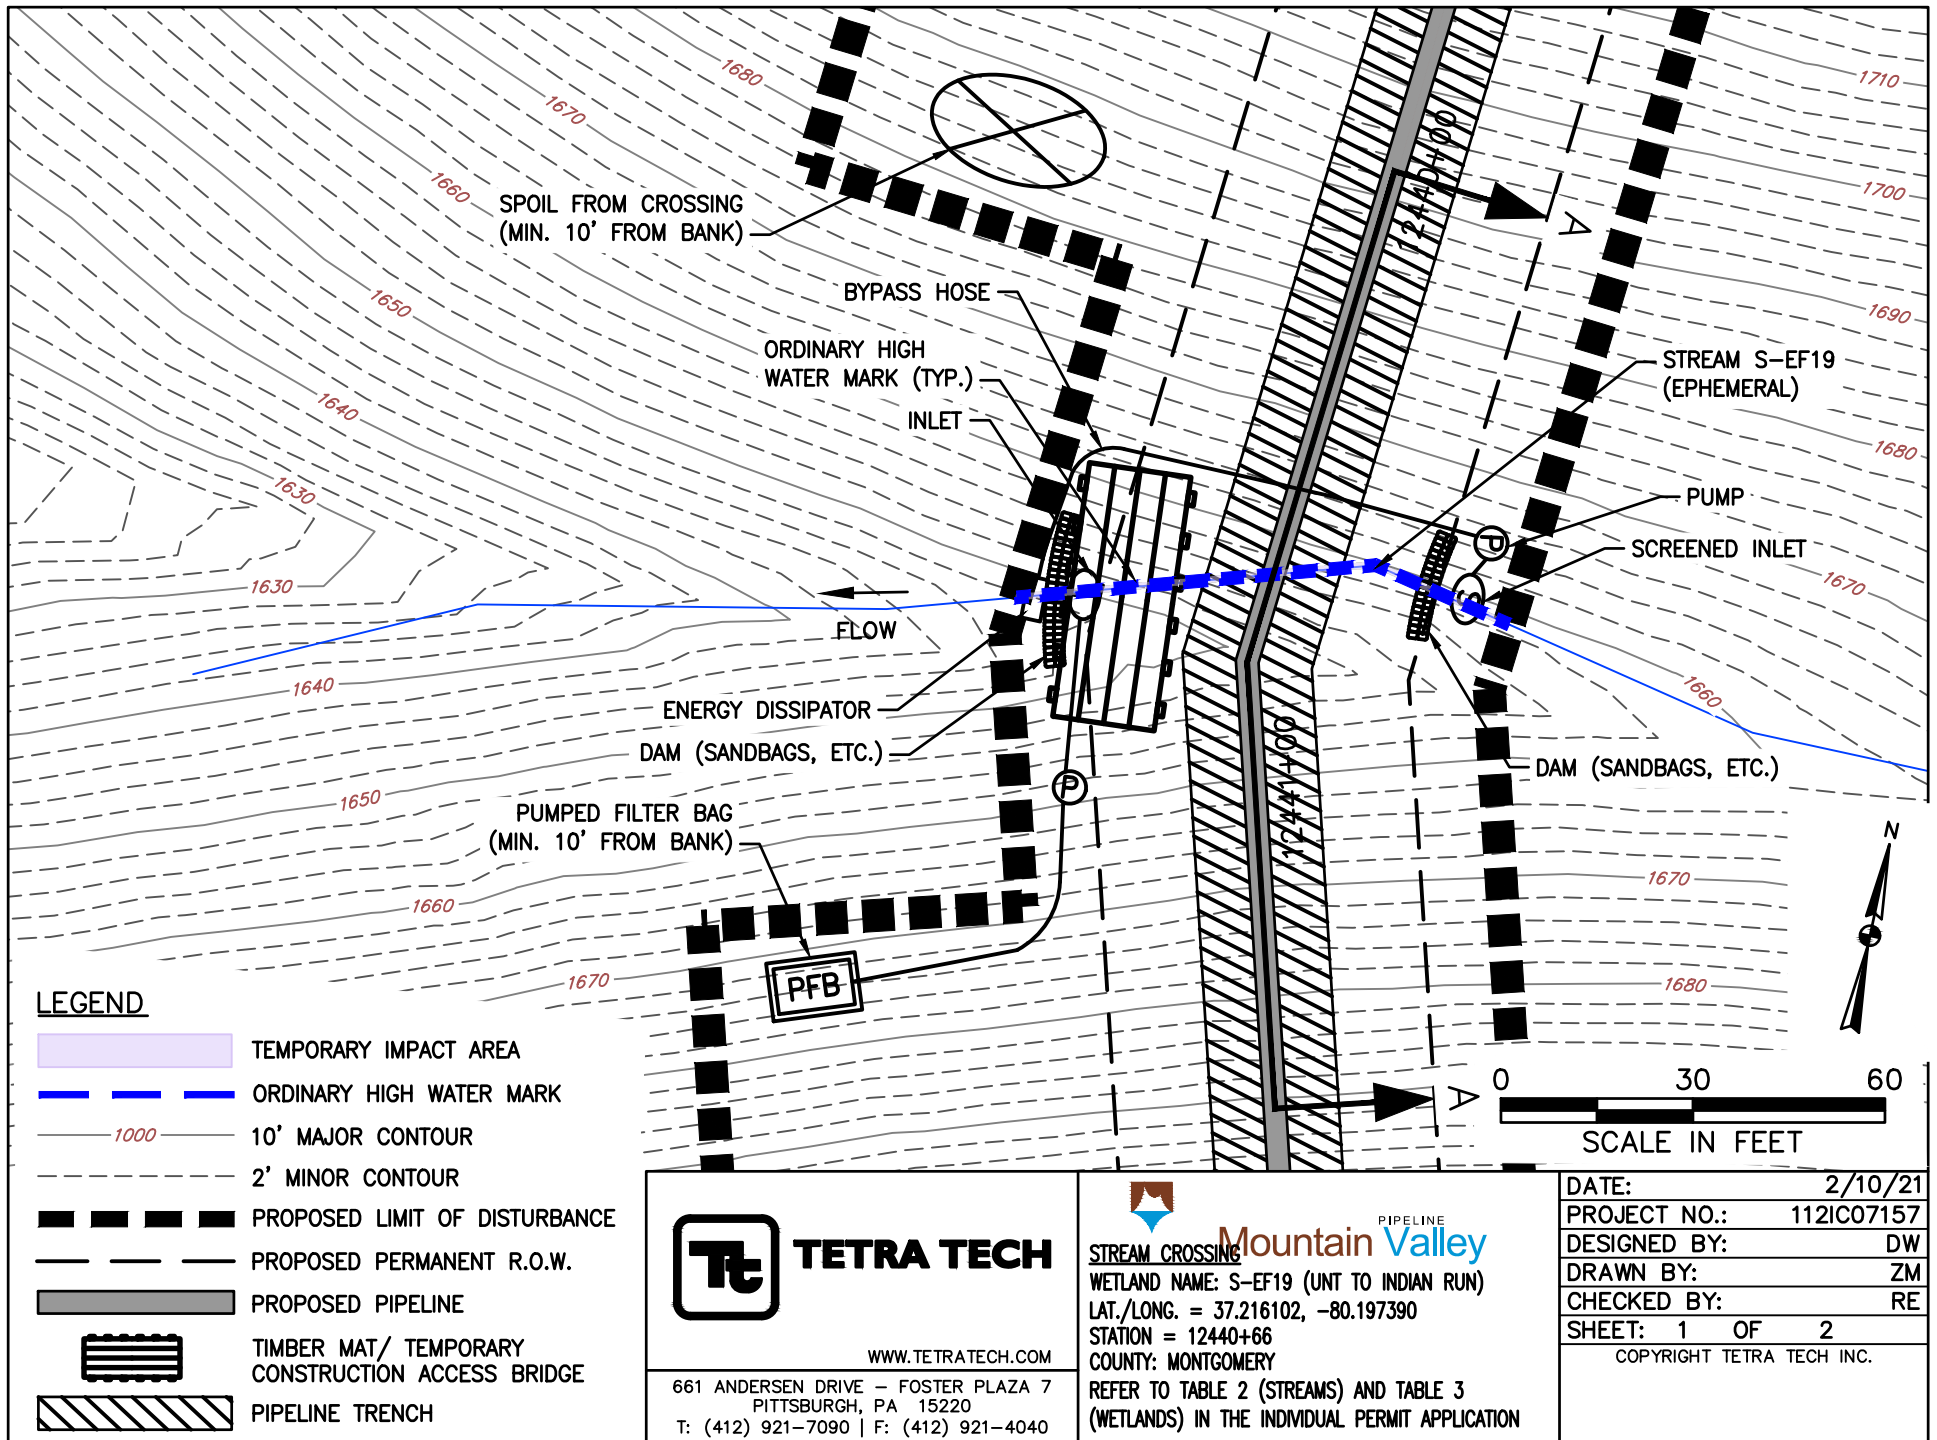 1680
1710
1670
1700
1660
12440+00
SPOIL FROM CROSSING
(MIN. 10' FROM BANK)
A
BYPASS HOSE
1650
1690
ORDINARY HIGH
WATER MARK (TYP.)
STREAM S-EF19
(EPHEMERAL)
1640
INLET
1680
1630
PUMP
P
SCREENED INLET
1630
1670
S
FLOW
1640
1660
ENERGY DISSIPATOR
DAM (SANDBAGS, ETC.)
12441+00
DAM (SANDBAGS, ETC.)
P
1650
PUMPED FILTER BAG
(MIN. 10' FROM BANK)
N
1670
1660
1670
PFB
1680
A
0 30 60
SCALE IN FEET
LEGEND
TEMPORARY IMPACT AREA
ORDINARY HIGH WATER MARK
1000
10' MAJOR CONTOUR
2' MINOR CONTOUR
PROPOSED LIMIT OF DISTURBANCE
PROPOSED PERMANENT R.O.W.
PROPOSED PIPELINE
TIMBER MAT/ TEMPORARY
CONSTRUCTION ACCESS BRIDGE
PIPELINE TRENCH
Tt
TETRA TECH
WWW.TETRATECH.COM
661 ANDERSEN DRIVE – FOSTER PLAZA 7
PITTSBURGH, PA 15220
T: (412) 921-7090 | F: (412) 921-4040
PIPELINE
Mountain Valley
STREAM CROSSING
WETLAND NAME: S-EF19 (UNT TO INDIAN RUN)
LAT./LONG. = 37.216102, -80.197390
STATION = 12440+66
COUNTY: MONTGOMERY
REFER TO TABLE 2 (STREAMS) AND TABLE 3
(WETLANDS) IN THE INDIVIDUAL PERMIT APPLICATION
DATE: 2/10/21
PROJECT NO.: 112IC07157
DESIGNED BY: DW
DRAWN BY: ZM
CHECKED BY: RE
SHEET: 1 OF 2
COPYRIGHT TETRA TECH INC.